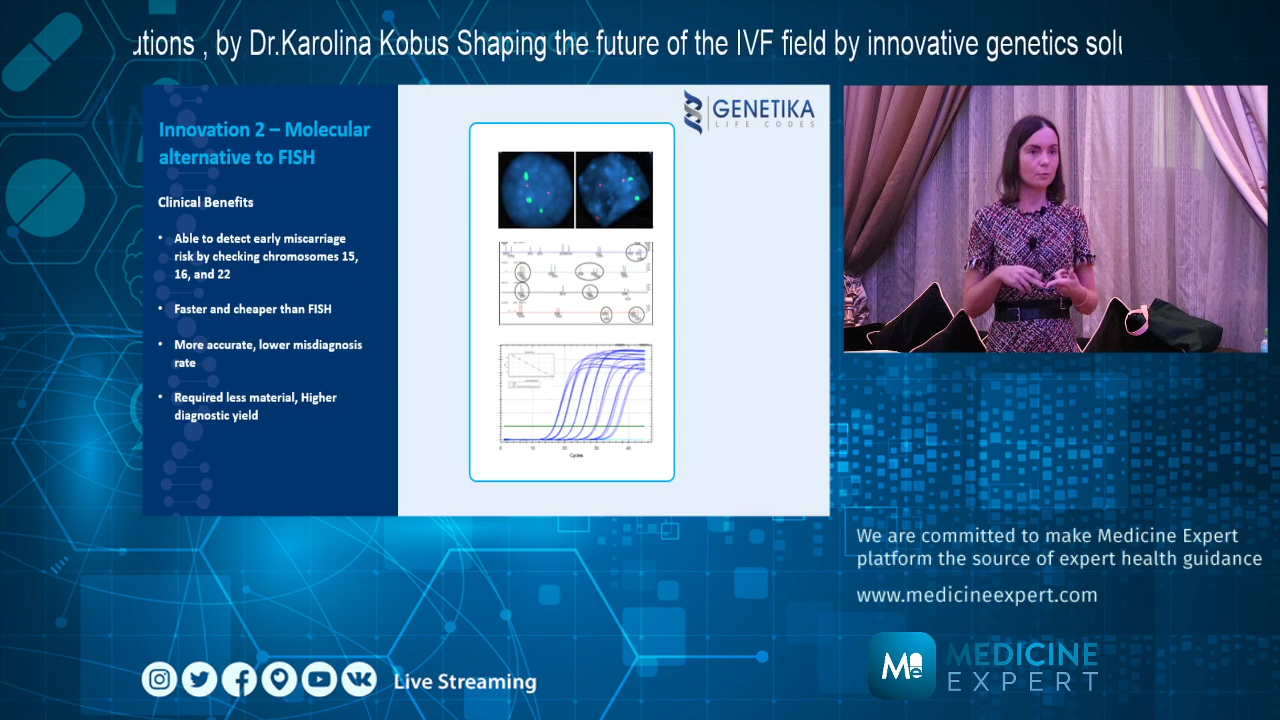 utions , by Dr.Karolina Kobus Shaping the future of the IVF field by innovative genetics solu
Innovation 2 – Molecular
alternative to FISH
Clinical Benefits
• Able to detect early miscarriage
risk by checking chromosomes 15,
16, and 22
• Faster and cheaper than FISH
• More accurate, lower misdiagnosis
rate
• Required less material, Higher
diagnostic yield
GENETIKA
LIFE CODES
Cycles
We are committed to make Medicine Expert
platform the source of expert health guidance
www.medicineexpert.com
Live Streaming
Me
MEDICINE
EXPERT